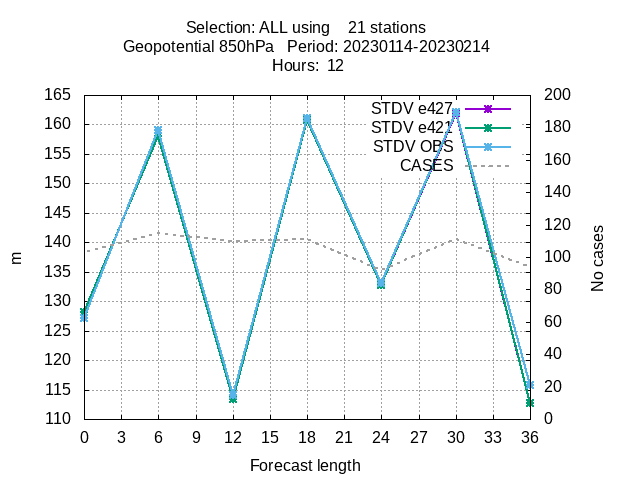 Selection: ALL using 21 stations
Geopotential 850hPa Period: 20230114-20230214
Hours: 12
165 200
160 180
155 160
150 140
145 120
140 100
135 80
130 60
125 40
120 20
115 0
110
m
No cases
STDV e427
STDV e421
STDV OBS
CASES
0 3 6 9 12 15 18 21 24 27 30 33 36
Forecast length